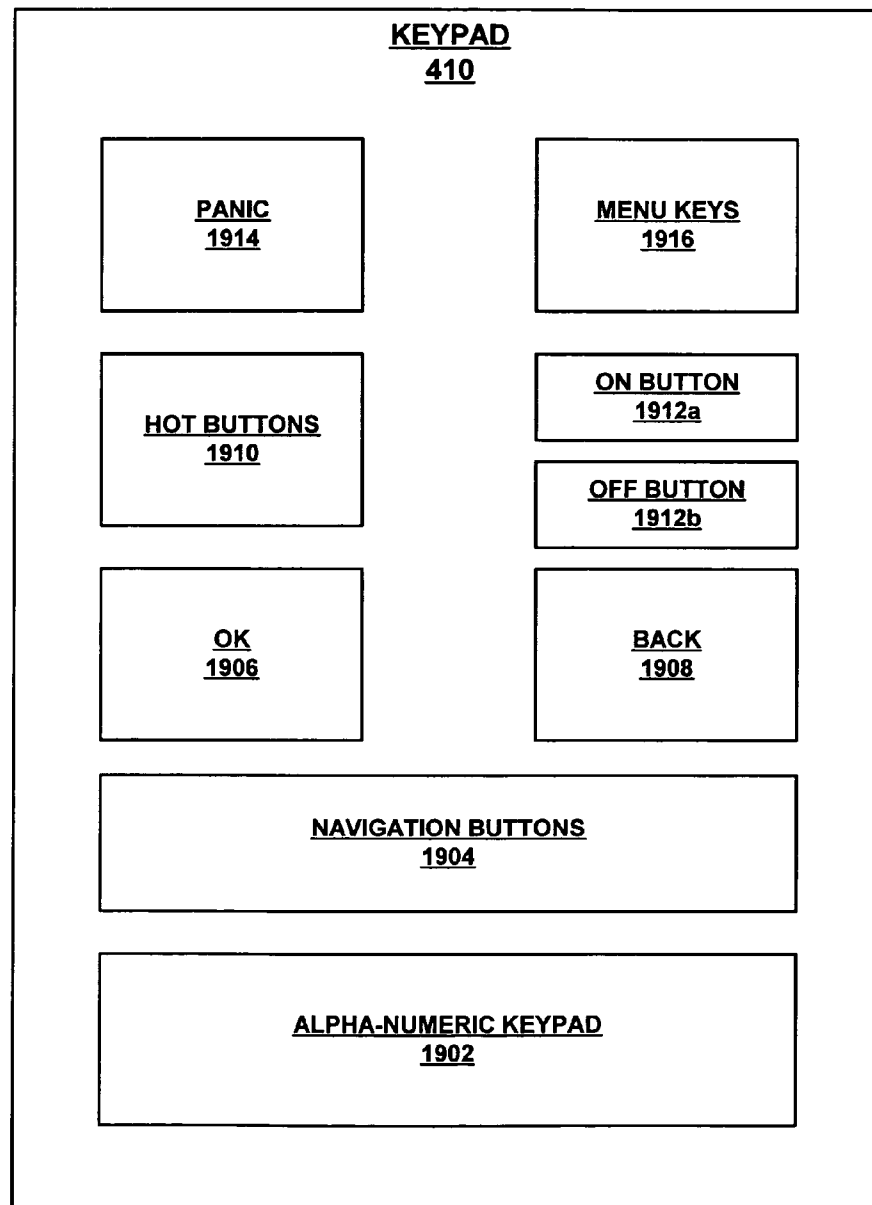 KEYPAD
410
PANIC
1914
MENU KEYS
1916
HOT BUTTONS
1910
ON BUTTON
1912a
OFF BUTTON
1912b
OK
1906
BACK
1908
NAVIGATION BUTTONS
1904
ALPHA-NUMERIC KEYPAD
1902